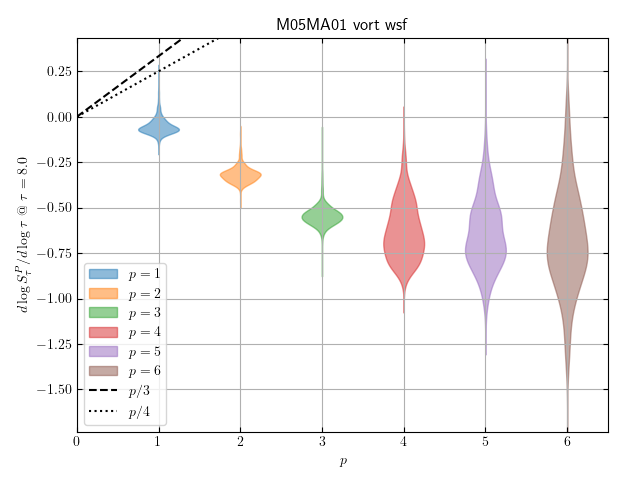 M05MA01 vort wsf
d log S_τ^p / d log τ @ τ = 8.0
0.25
0.00
−0.25
−0.50
−0.75
−1.00
−1.25
−1.50
p = 1
p = 2
p = 3
p = 4
p = 5
p = 6
p/3
p/4
0 1 2 3 4 5 6
p